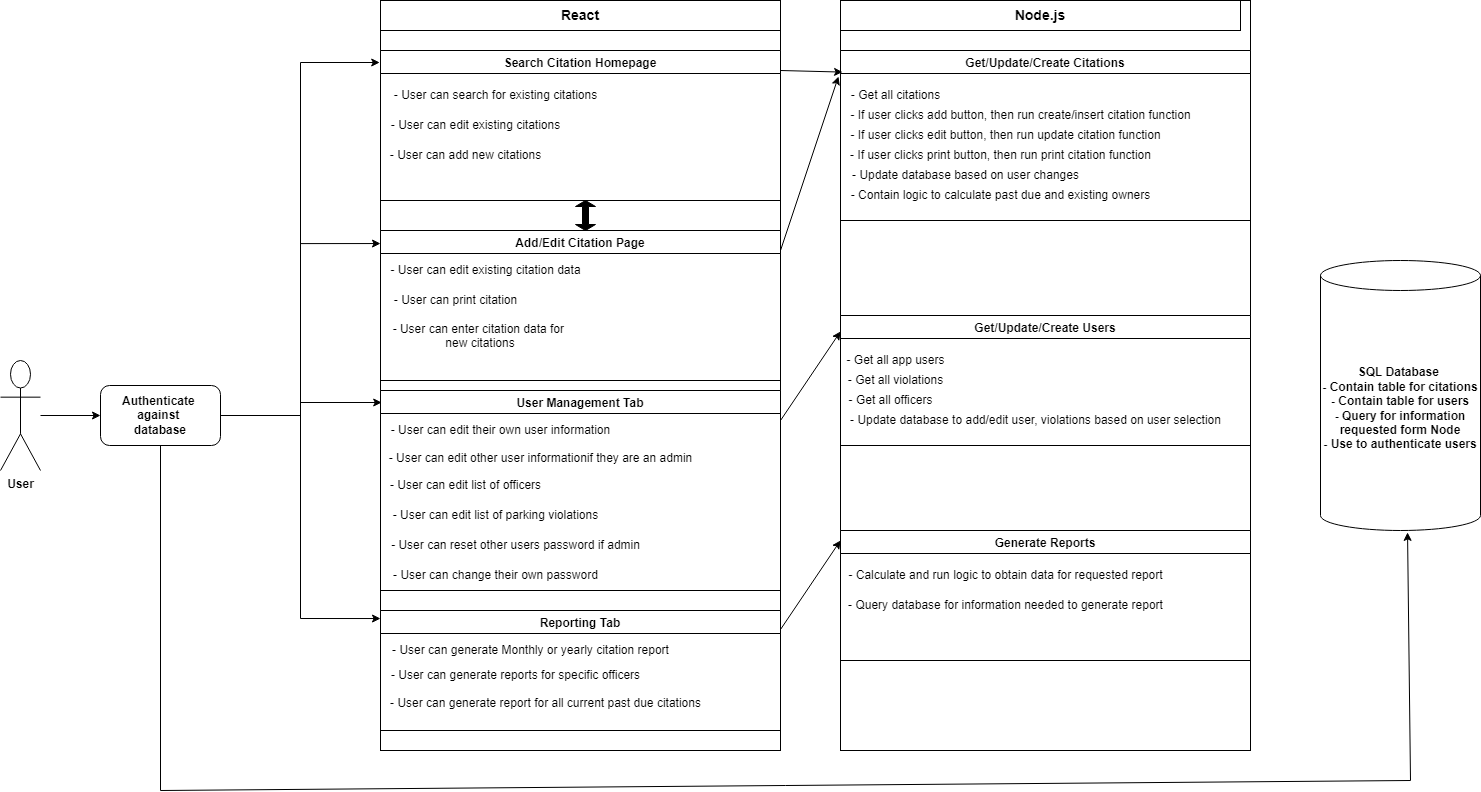 React
Search Citation Homepage
- User can search for existing citations
- User can edit existing citations
- User can add new citations
Add/Edit Citation Page
- User can edit existing citation data
- User can print citation
- User can enter citation data for
new citations
User Management Tab
- User can edit their own user information
- User can edit other user informationif they are an admin
- User can edit list of officers
- User can edit list of parking violations
- User can reset other users password if admin
- User can change their own password
Reporting Tab
- User can generate Monthly or yearly citation report
- User can generate reports for specific officers
- User can generate report for all current past due citations
Node.js
Get/Update/Create Citations
- Get all citations
- If user clicks add button, then run create/insert citation function
- If user clicks edit button, then run update citation function
- If user clicks print button, then run print citation function
- Update database based on user changes
- Contain logic to calculate past due and existing owners
Get/Update/Create Users
- Get all app users
- Get all violations
- Get all officers
- Update database to add/edit user, violations based on user selection
Generate Reports
- Calculate and run logic to obtain data for requested report
- Query database for information needed to generate report
User
Authenticate
against
database
SQL Database
- Contain table for citations
- Contain table for users
- Query for information
requested form Node
- Use to authenticate users